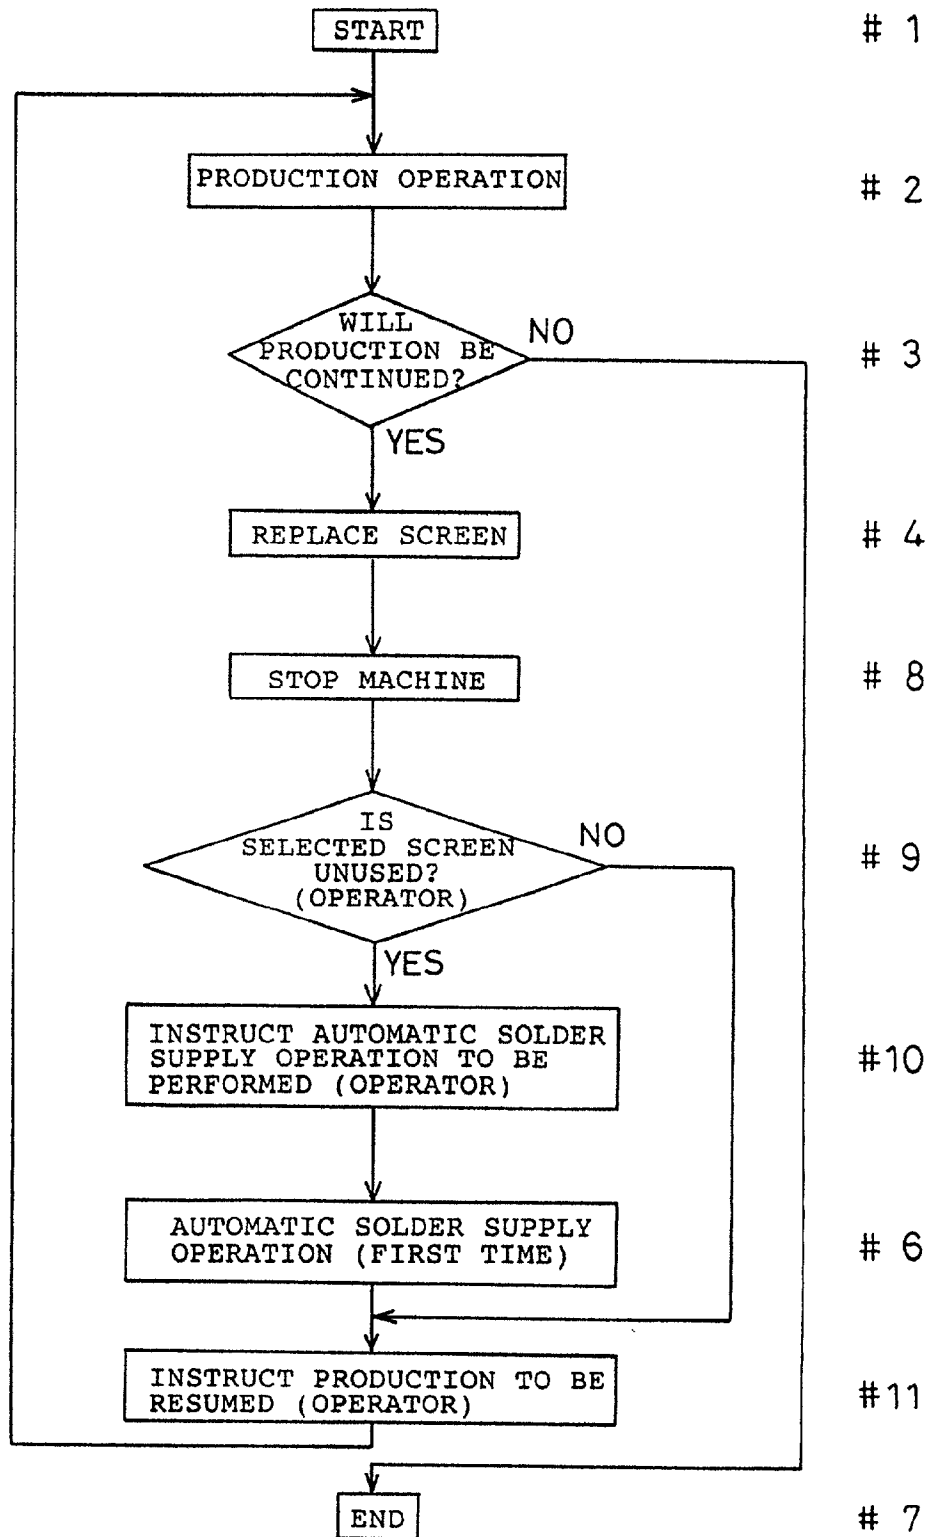 START # 1
PRODUCTION OPERATION # 2
WILL
PRODUCTION BE
CONTINUED?
NO
# 3
YES
REPLACE SCREEN # 4
STOP MACHINE # 8
IS
SELECTED SCREEN
UNUSED?
(OPERATOR)
NO
# 9
YES
INSTRUCT AUTOMATIC SOLDER
SUPPLY OPERATION TO BE
PERFORMED (OPERATOR)
#10
AUTOMATIC SOLDER SUPPLY
OPERATION (FIRST TIME)
# 6
INSTRUCT PRODUCTION TO BE
RESUMED (OPERATOR)
#11
END # 7